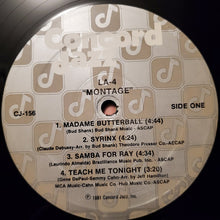 Concord
Jazz
LA-4
"MONTAGE"
CJ-156
SIDE ONE
1. MADAME BUTTERBALL (4:44)
(Bud Shank) Bud Shank Music - ASCAP
2. SYRINX (4:23)
(Claude Debussy-Arr. by Bud Shank) Theodore Presser Co.-ASCAP
3. SAMBA FOR RAY (4:34)
(Laurindo Almeida) Brazilliance Music Pub., Inc. - ASCAP
4. TEACH ME TONIGHT (3:20)
(Gene DePaul-Sammy Cahn-Arr. by Jeff Hamilton)
MCA Music-Cahn Music Co. Hub Music Co.-ASCAP
℗ 1981 Concord Jazz, Inc.